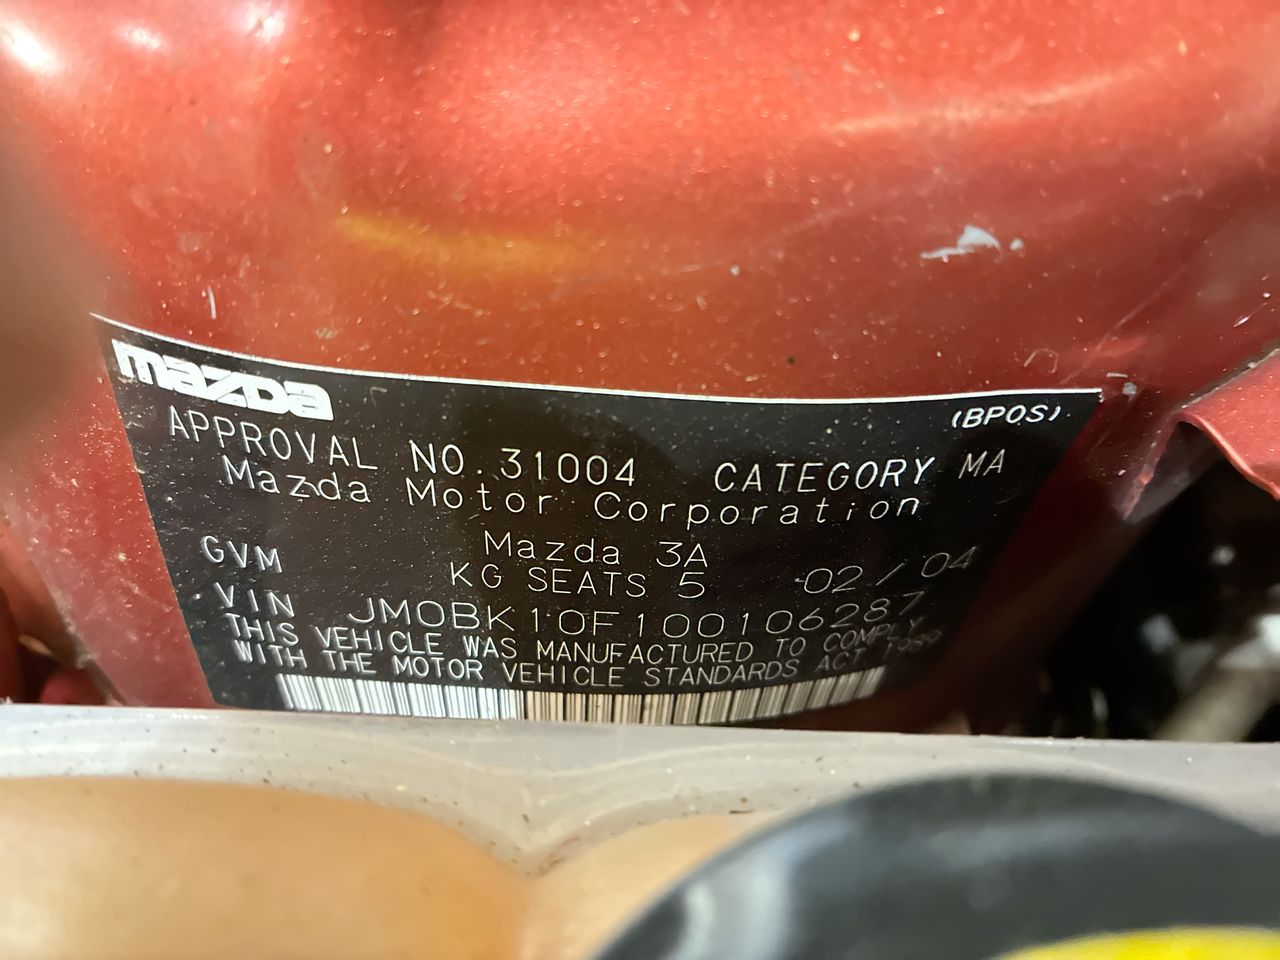 mazda
(BPOS)
APPROVAL NO. 31004 CATEGORY MA
Mazda Motor Corporation
Mazda 3A
GVM KG SEATS 5 02/04
VIN JM0BK10F100106287
THIS VEHICLE WAS MANUFACTURED TO COMPLY
WITH THE MOTOR VEHICLE STANDARDS ACT 1989